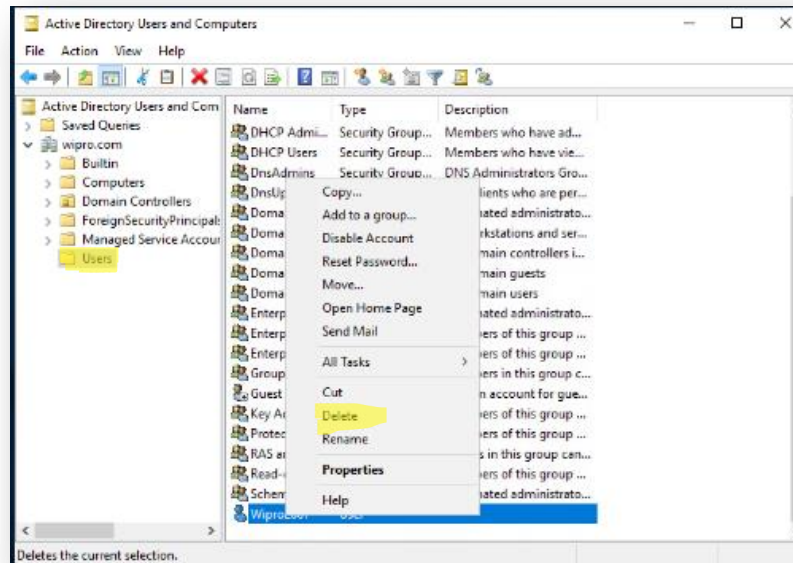 Active Directory Users and Computers
File Action View Help
Active Directory Users and Com
Saved Queries
wipro.com
Builtin
Computers
Domain Controllers
ForeignSecurityPrincipals
Managed Service Accour
Users
Name Type Description
DHCP Admi... Security Group... Members who have ad...
DHCP Users Security Group... Members who have vie...
DnsAdmins Security Group... DNS Administrators Gro...
DnsUp lients who are per...
Doma nated administrato...
Doma rkstations and ser...
Doma main controllers i...
Doma main guests
Doma main users
Enterp nated administrato...
Enterp ers of this group ...
Enterp ers of this group ...
Group ers in this group c...
Guest n account for gue...
Key Ad ers of this group ...
Protec ers of this group ...
RAS ar s in this group can...
Read- ers of this group ...
Schem nated administrato...
User
Copy...
Add to a group...
Disable Account
Reset Password...
Move...
Open Home Page
Send Mail
All Tasks
Cut
Delete
Rename
Properties
Help
Deletes the current selection.